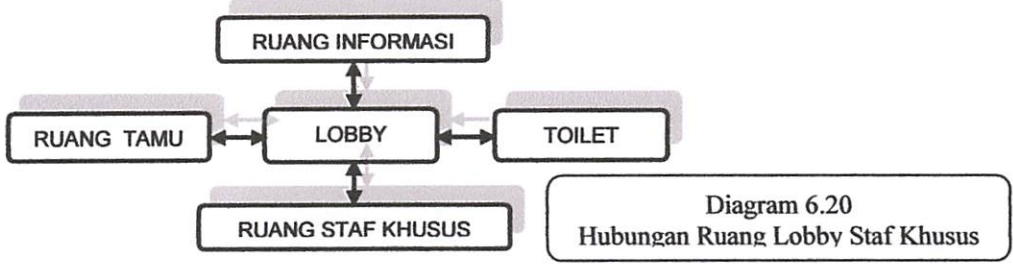 RUANG INFORMASI
RUANG TAMU
LOBBY
TOILET
RUANG STAF KHUSUS
Diagram 6.20
Hubungan Ruang Lobby Staf Khusus